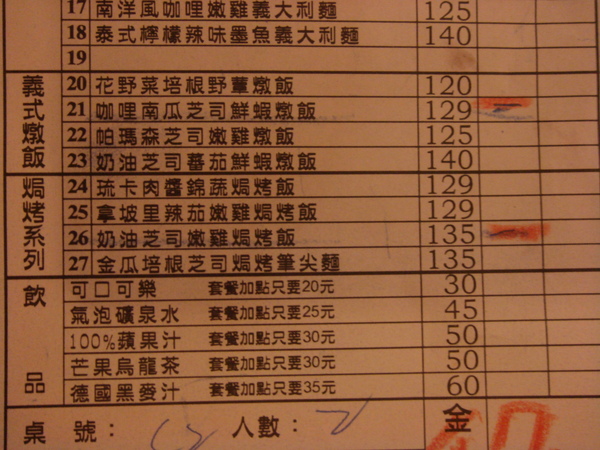 17 南洋風咖哩嫩雞義大利麵 125
18 泰式檸檬辣味墨魚義大利麵 140
19
義式燉飯
20 花野菜培根野蕈燉飯 120
21 咖哩南瓜芝司鮮蝦燉飯 129
22 帕瑪森芝司嫩雞燉飯 125
23 奶油芝司蕃茄鮮蝦燉飯 140
焗烤系列
24 琉卡肉醬錦蔬焗烤飯 129
25 拿坡里辣茄嫩雞焗烤飯 129
26 奶油芝司嫩雞焗烤飯 135
27 金瓜培根芝司焗烤筆尖麵 135
飲品
可口可樂 套餐加點只要20元 30
氣泡礦泉水 套餐加點只要25元 45
100%蘋果汁 套餐加點只要30元 50
芒果烏龍茶 套餐加點只要30元 50
德國黑麥汁 套餐加點只要35元 60
桌號: 人數: 2 金